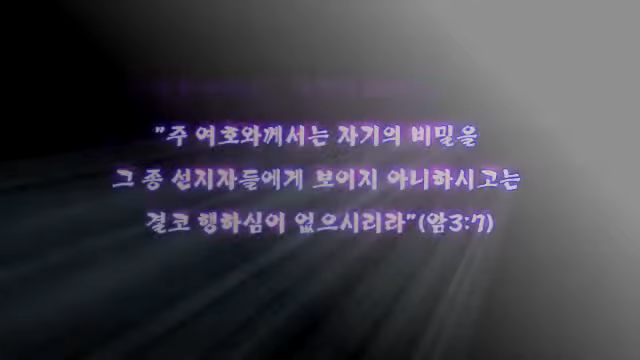 "주 여호와께서는 자기의 비밀을
그 종 선지자들에게 보이지 아니하시고는
결코 행하심이 없으시리라"(암3:7)